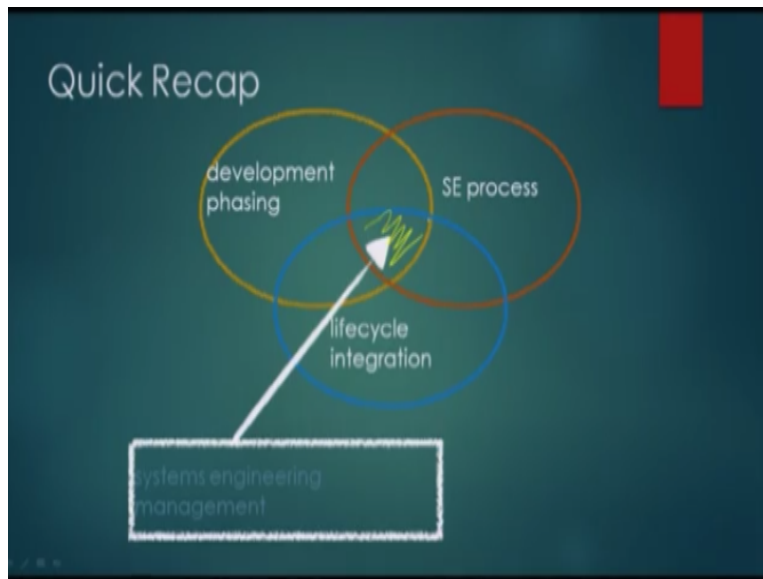 Quick Recap
development
phasing
SE process
lifecycle
integration
systems engineering
management